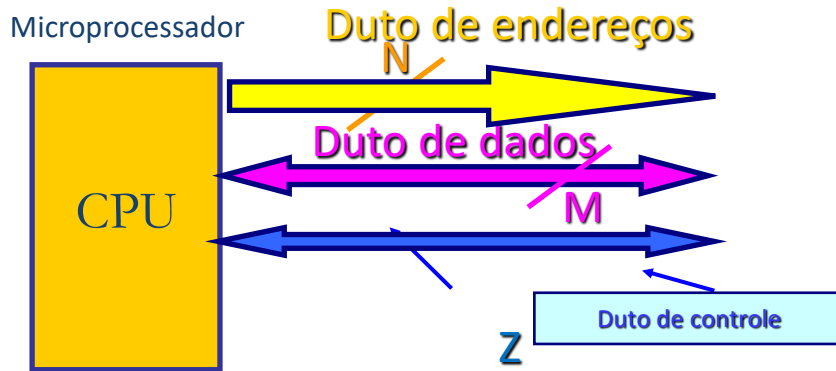 Microprocessador
Duto de endereços
N
Duto de dados
CPU
M
Duto de controle
Z